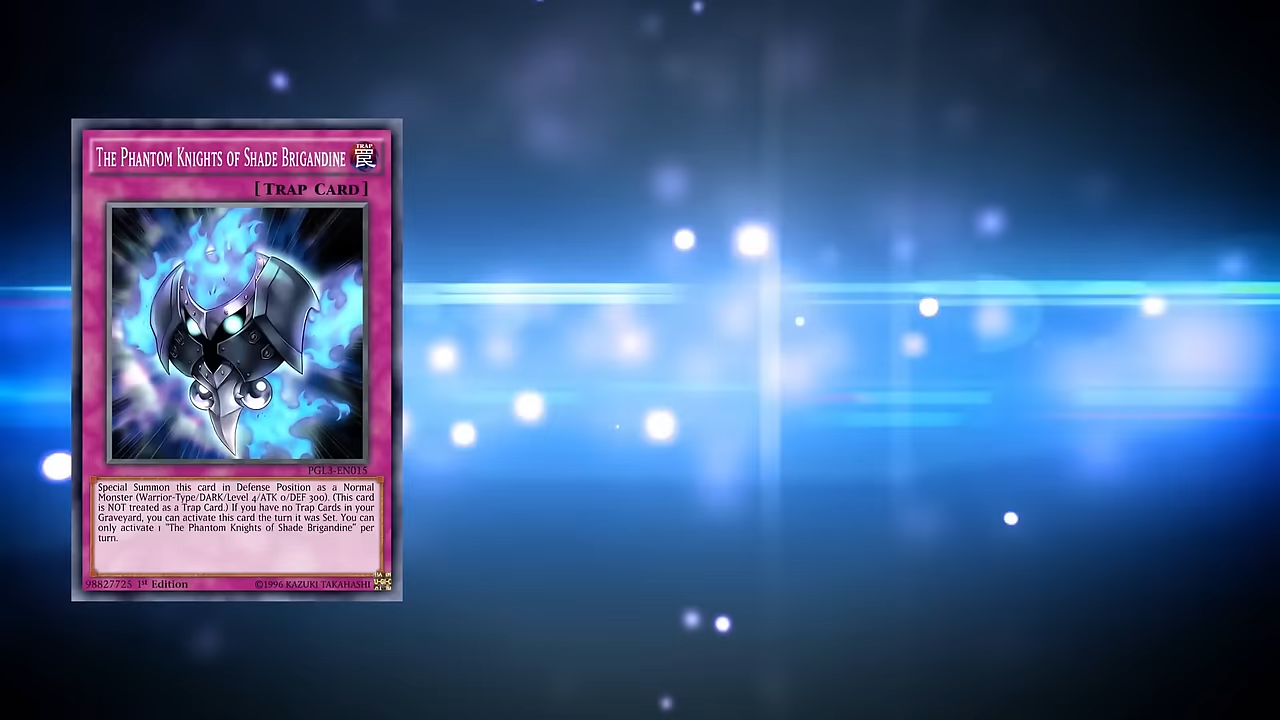 THE PHANTOM KNIGHTS OF SHADE BRIGANDINE
TRAP
罠
[TRAP CARD]
PGL3-EN015
Special Summon this card in Defense Position as a Normal
Monster (Warrior-Type/DARK/Level 4/ATK 0/DEF 300). (This card
is NOT treated as a Trap Card.) If you have no Trap Cards in your
Graveyard, you can activate this card the turn it was Set. You can
only activate 1 "The Phantom Knights of Shade Brigandine" per
turn.
98827725 1st Edition ©1996 KAZUKI TAKAHASHI